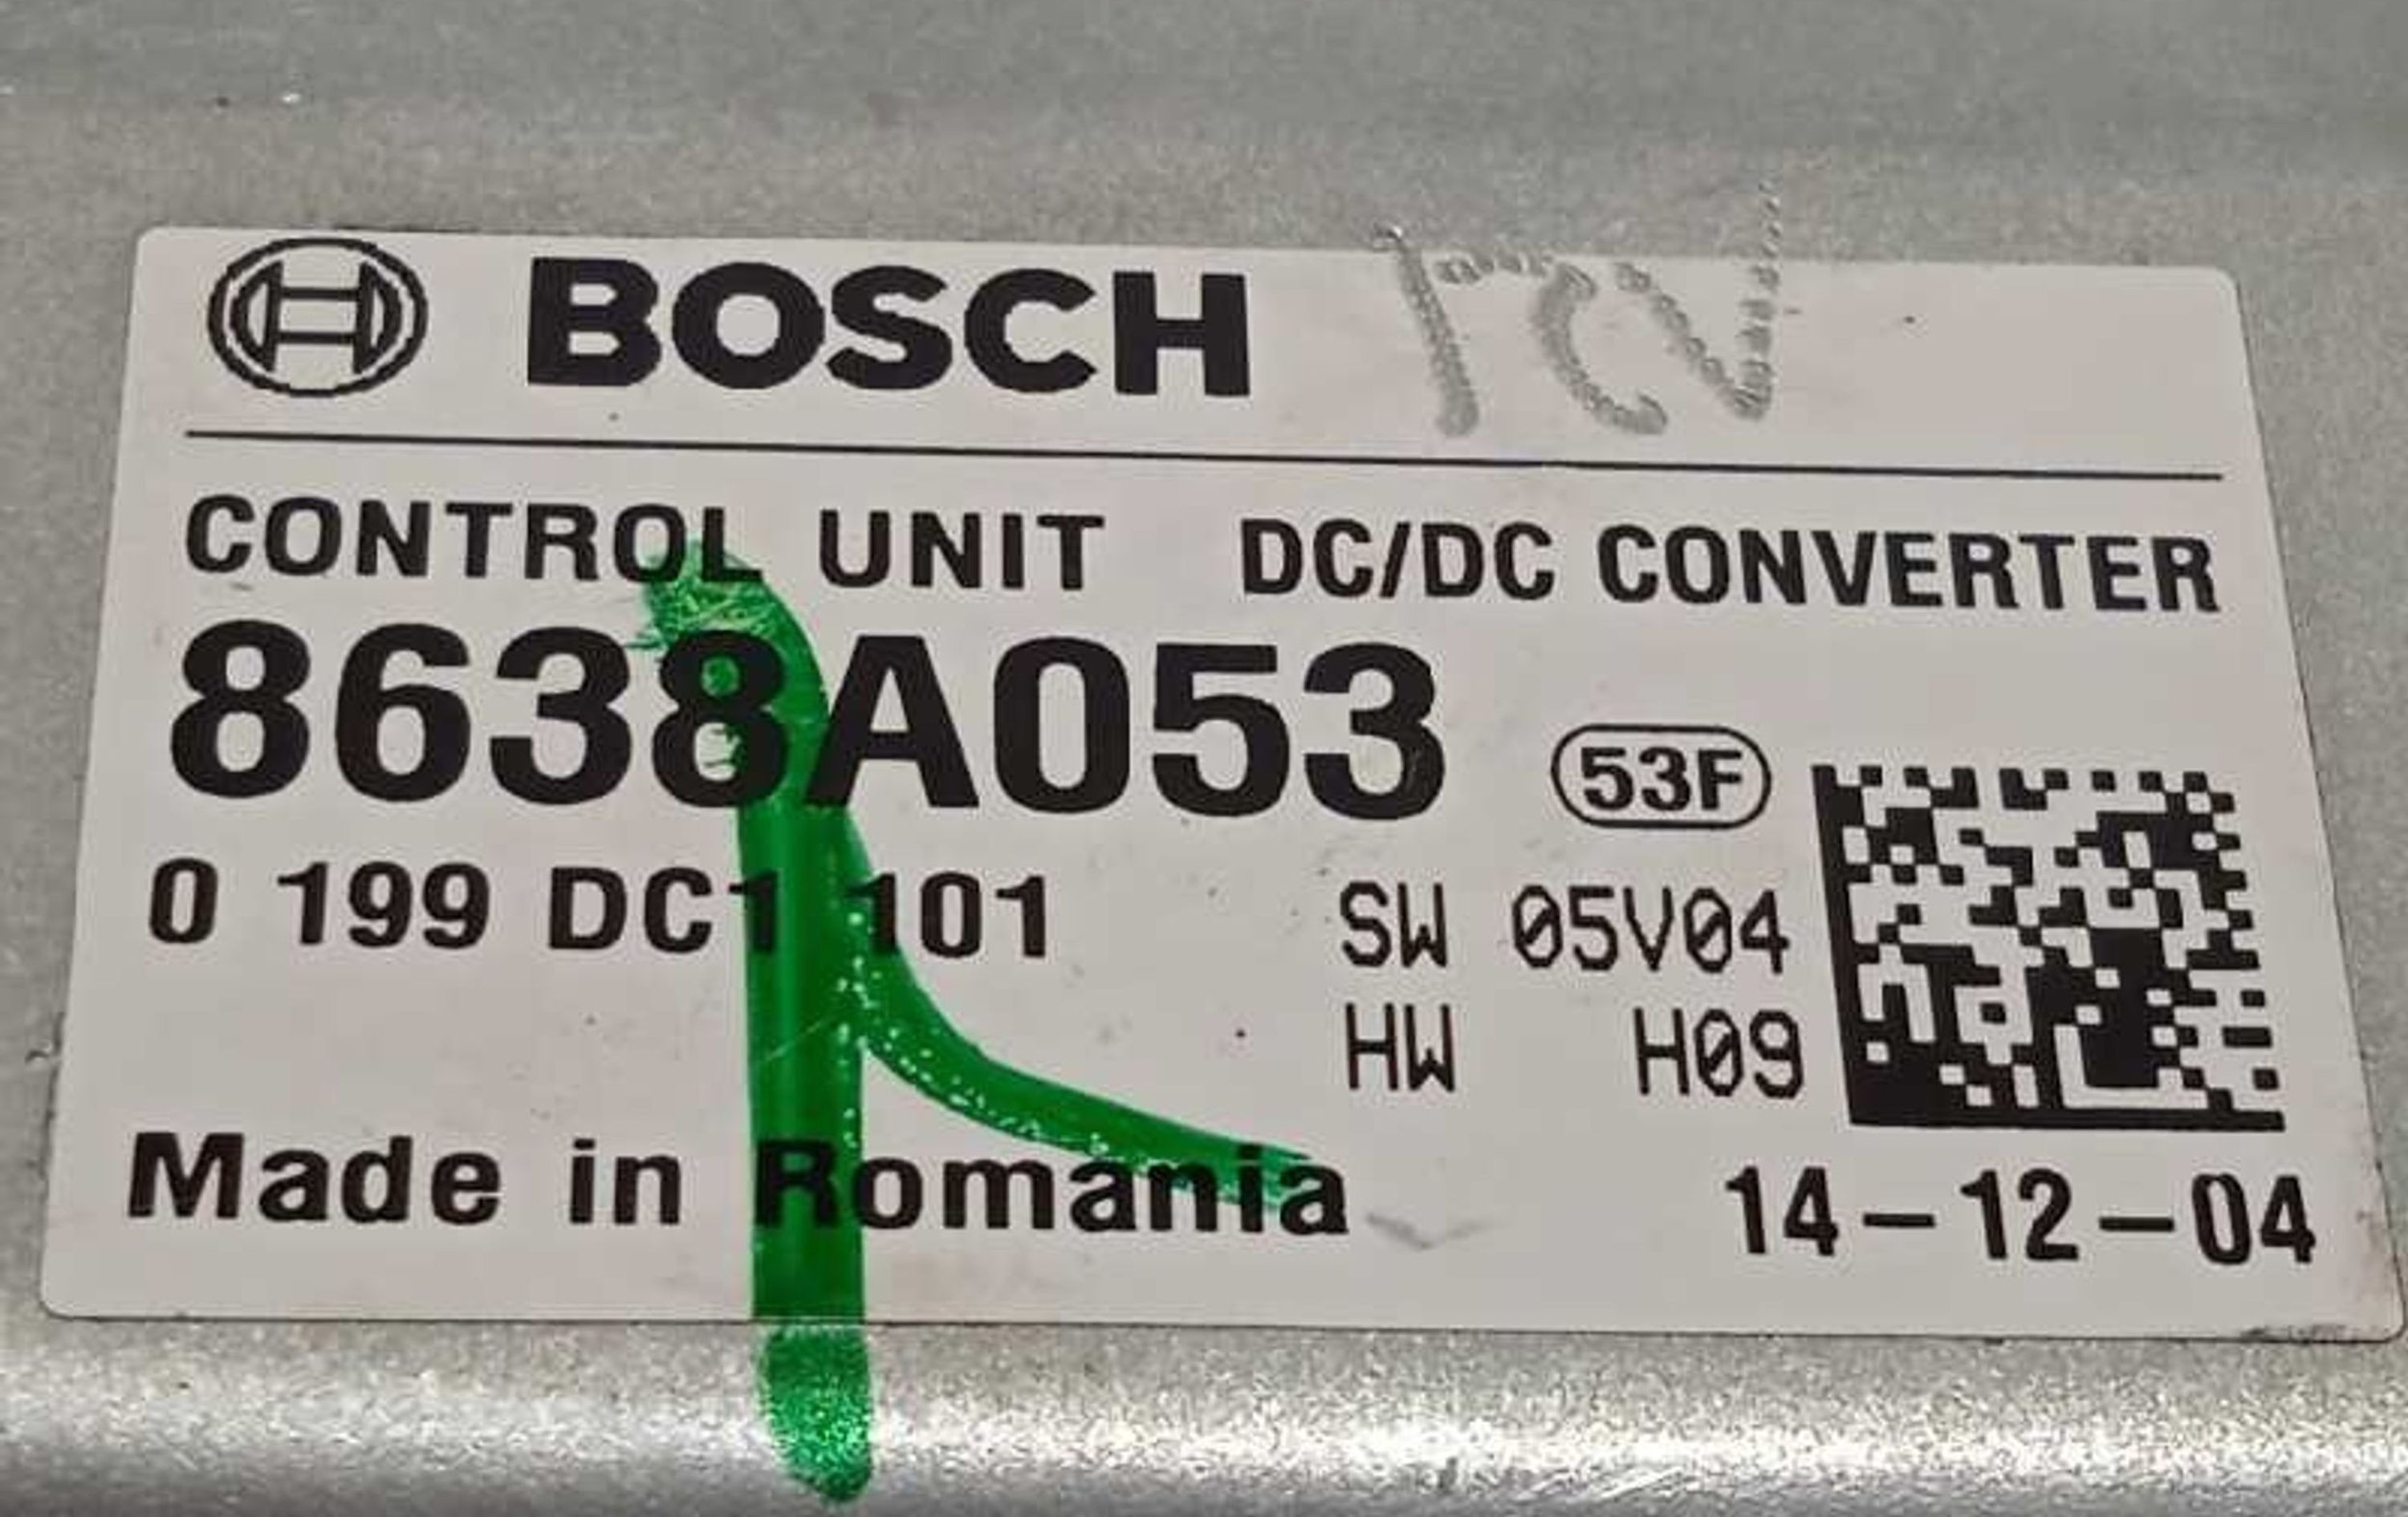 BOSCH
CONTROL UNIT DC/DC CONVERTER
8638A053
53F
0 199 DC1 101
SW 05V04
HW H09
Made in Romania
14-12-04